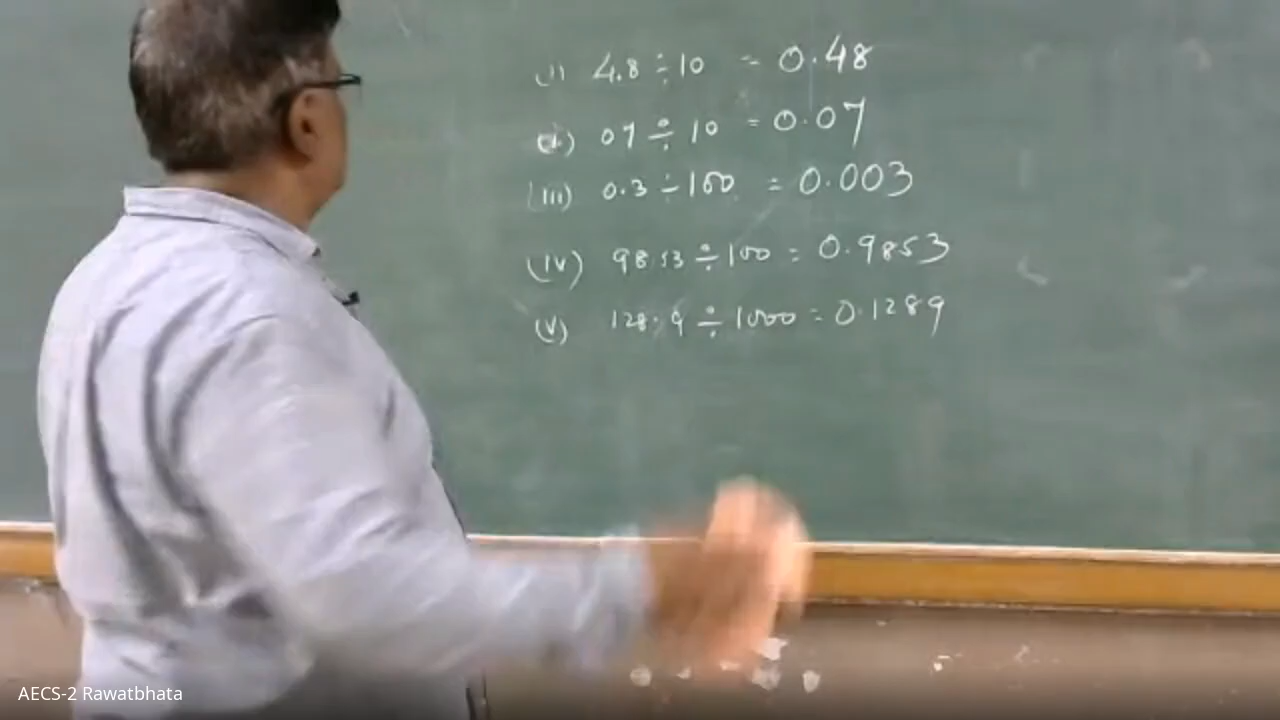 (i) 4.8 ÷ 10 = 0.48
(ii) 07 ÷ 10 = 0.07
(iii) 0.3 ÷ 100 = 0.003
(iv) 98.53 ÷ 100 = 0.9853
(v) 128.9 ÷ 1000 = 0.1289
AECS-2 Rawatbhata